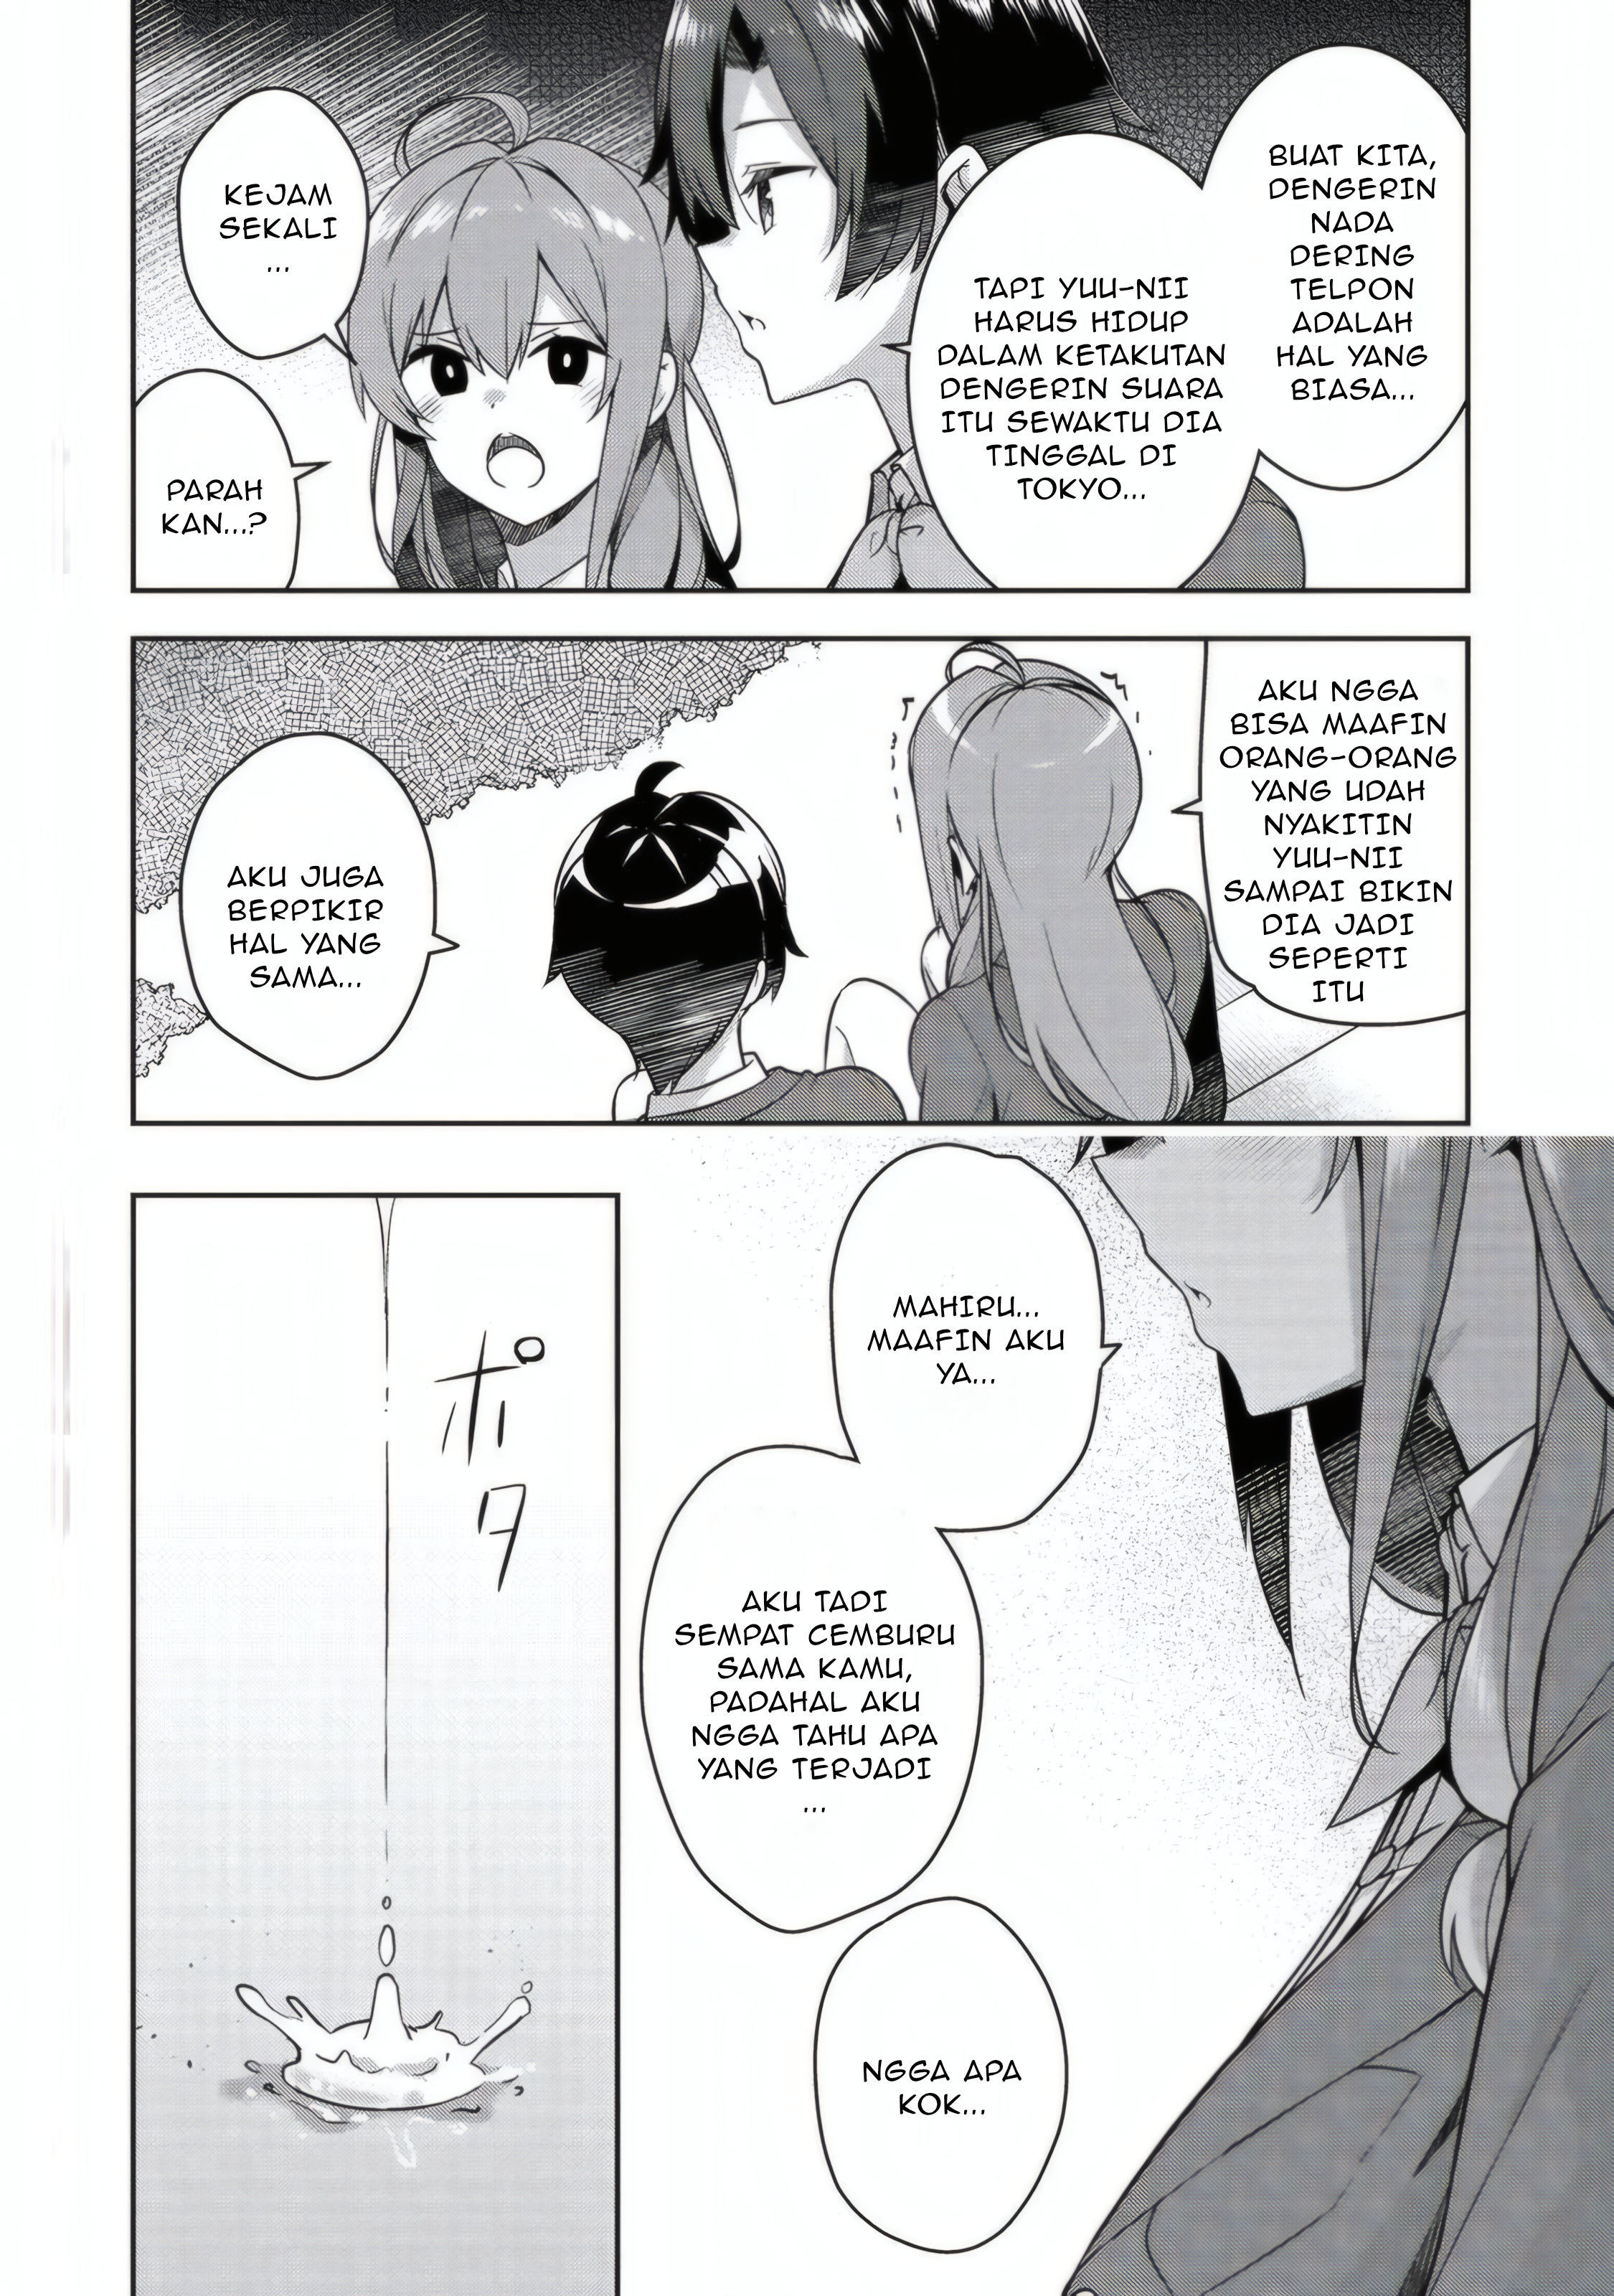 BUAT KITA,
DENGERIN
NADA
DERING
TELPON
ADALAH
HAL YANG
BIASA...
TAPI YUU-NII
HARUS HIDUP
DALAM KETAKUTAN
DENGERIN SUARA
ITU SEWAKTU DIA
TINGGAL DI
TOKYO...
KEJAM
SEKALI
...
PARAH
KAN...?
AKU NGGA
BISA MAAFIN
ORANG-ORANG
YANG UDAH
NYAKITIN
YUU-NII
SAMPAI BIKIN
DIA JADI
SEPERTI
ITU
AKU JUGA
BERPIKIR
HAL YANG
SAMA...
MAHIRU...
MAAFIN AKU
YA...
AKU TADI
SEMPAT CEMBURU
SAMA KAMU,
PADAHAL AKU
NGGA TAHU APA
YANG TERJADI
...
NGGA APA
KOK...
ポタ